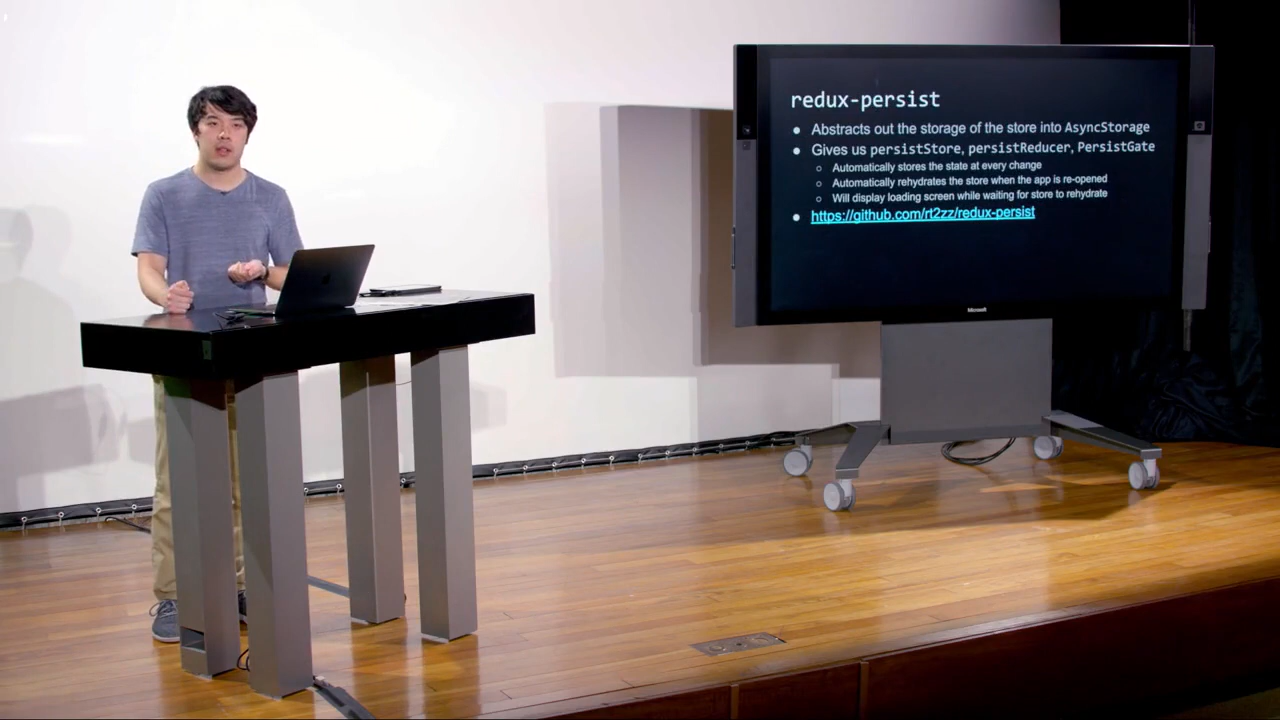 redux-persist
● Abstracts out the storage of the store into AsyncStorage
● Gives us persistStore, persistReducer, PersistGate
○ Automatically stores the state at every change
○ Automatically rehydrates the store when the app is re-opened
○ Will display loading screen while waiting for store to rehydrate
● https://github.com/rt2zz/redux-persist
Microsoft